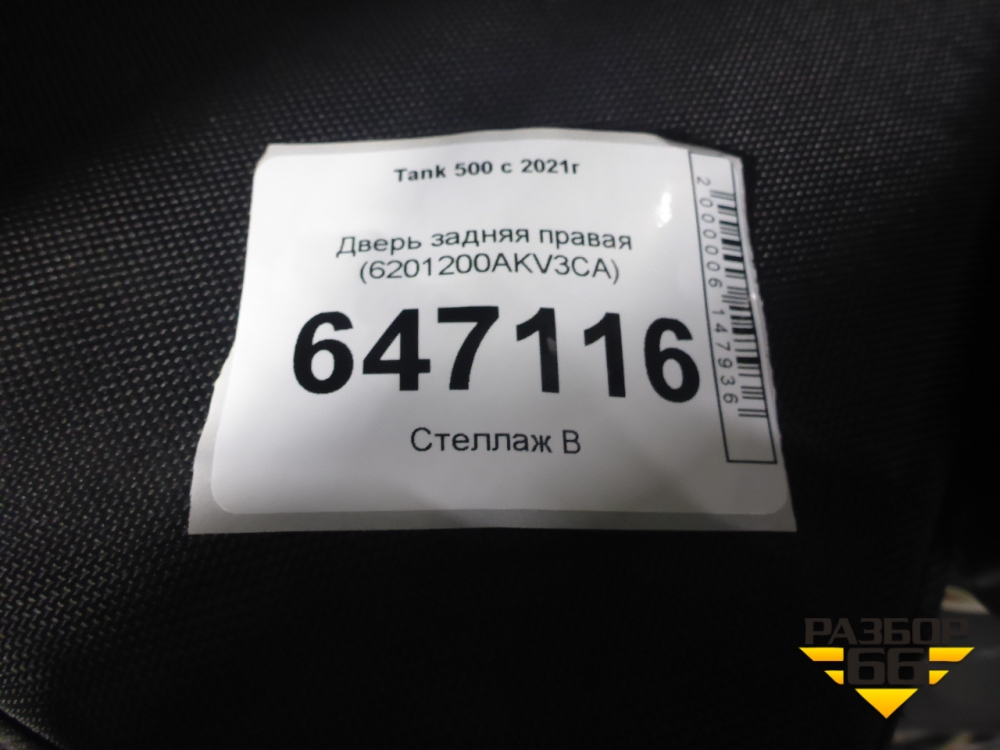 Tank 500 с 2021г
Дверь задняя правая
(6201200AKV3CA)
647116
Стеллаж В
2000006147936
РАЗБОР
66